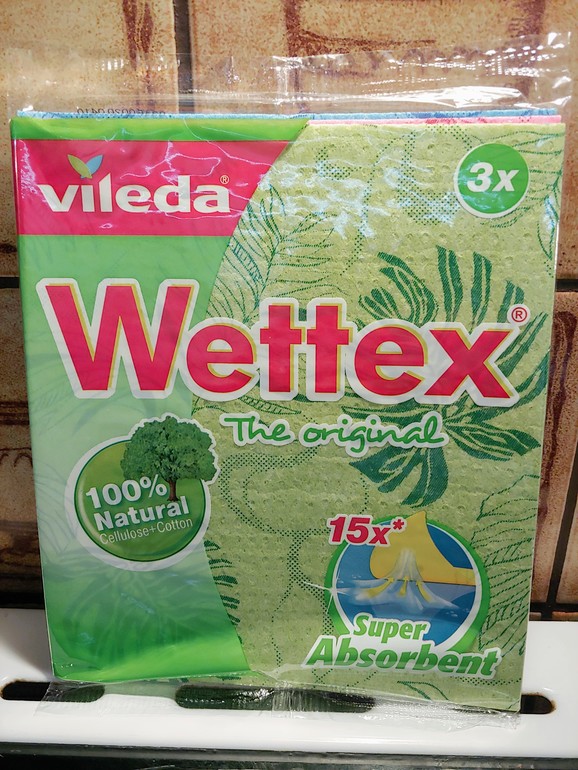 vileda®
3x
Wettex®
The original
100%
Natural
Cellulose+Cotton
15x*
Super
Absorbent